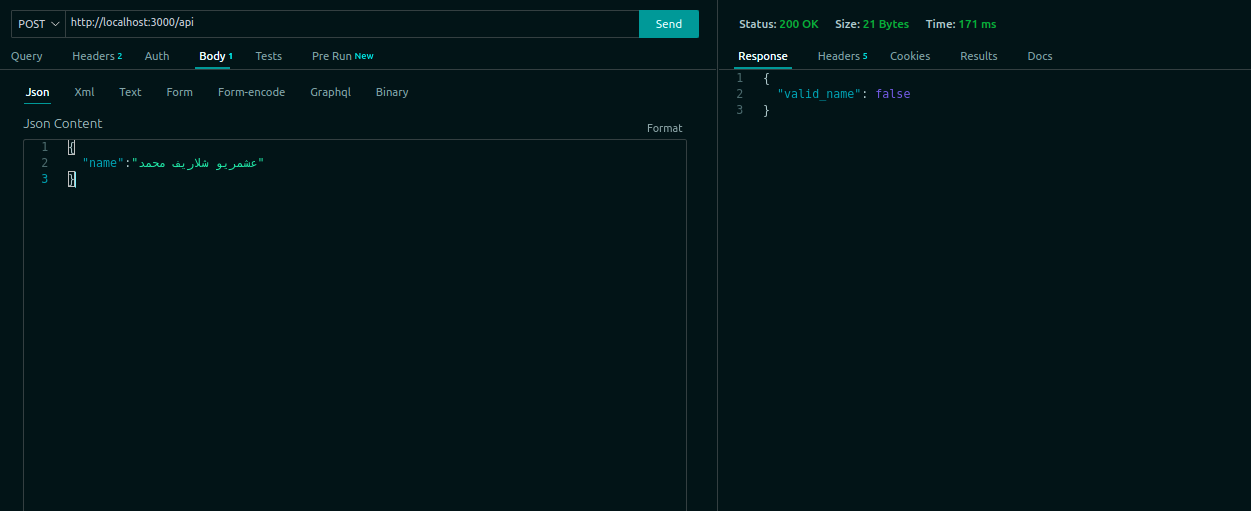 POST http://localhost:3000/api Send
Status: 200 OK Size: 21 Bytes Time: 171 ms
Query Headers 2 Auth Body 1 Tests Pre Run New
Response Headers 5 Cookies Results Docs
Json Xml Text Form Form-encode Graphql Binary
Json Content
Format
1 {
2 "name":"عشمريو شلاريف محمد"
3 }
1 {
2 "valid_name": false
3 }